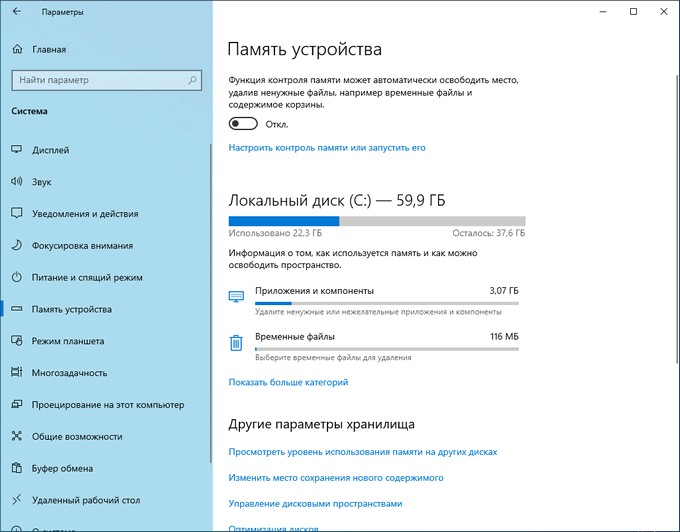 Параметры
Главная
Найти параметр
Система
Дисплей
Звук
Уведомления и действия
Фокусировка внимания
Питание и спящий режим
Память устройства
Режим планшета
Многозадачность
Проецирование на этот компьютер
Общие возможности
Буфер обмена
Удаленный рабочий стол
О системе
Память устройства
Функция контроля памяти может автоматически освободить место,
удалив ненужные файлы, например временные файлы и
содержимое корзины.
Откл.
Настроить контроль памяти или запустить его
Локальный диск (C:) — 59,9 ГБ
Использовано 22,3 ГБ Осталось: 37,6 ГБ
Информация о том, как используется память и как можно
освободить пространство.
Приложения и компоненты 3,07 ГБ
Удалите ненужные или нежелательные приложения и компоненты
Временные файлы 116 МБ
Выберите временные файлы для удаления
Показать больше категорий
Другие параметры хранилища
Просмотреть уровень использования памяти на других дисках
Изменить место сохранения нового содержимого
Управление дисковыми пространствами
Оптимизация дисков